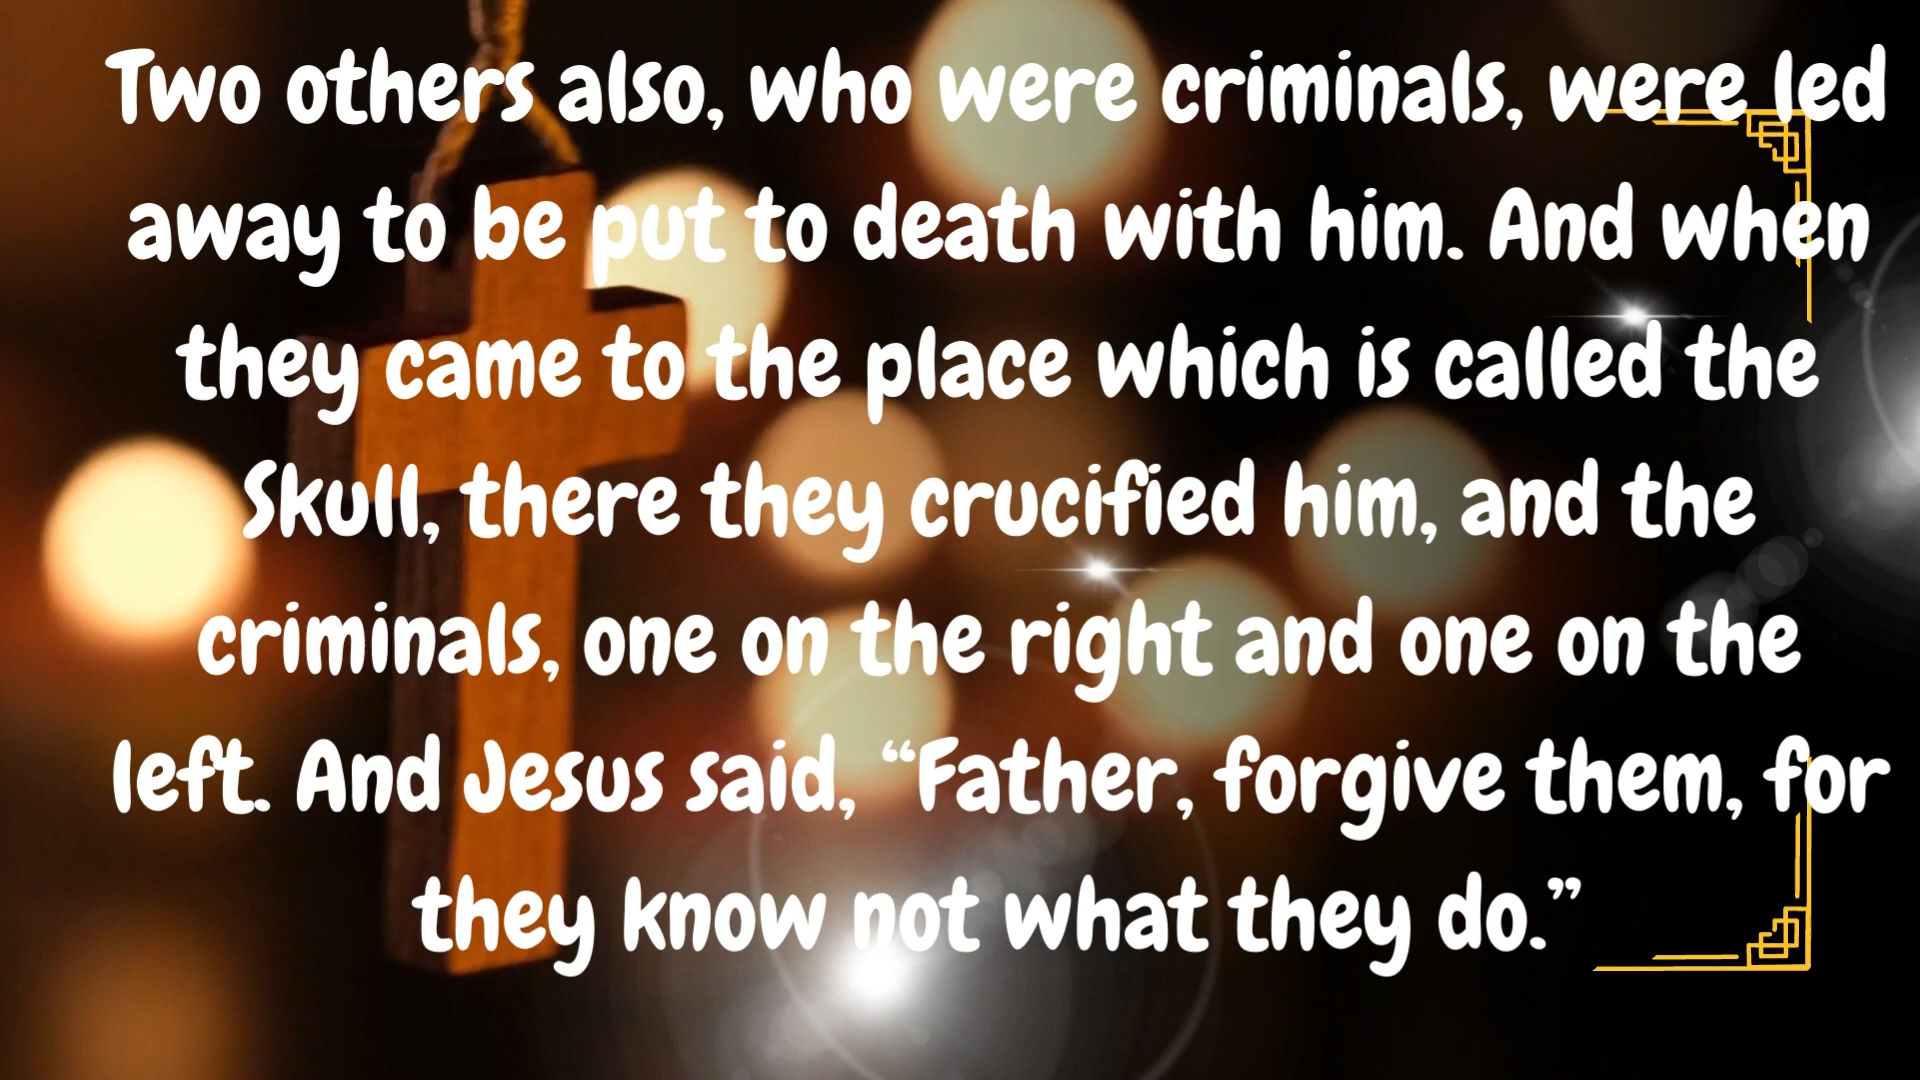 Two others also, who were criminals, were led
away to be put to death with him. And when
they came to the place which is called the
Skull, there they crucified him, and the
criminals, one on the right and one on the
left. And Jesus said, “Father, forgive them, for
they know not what they do.”